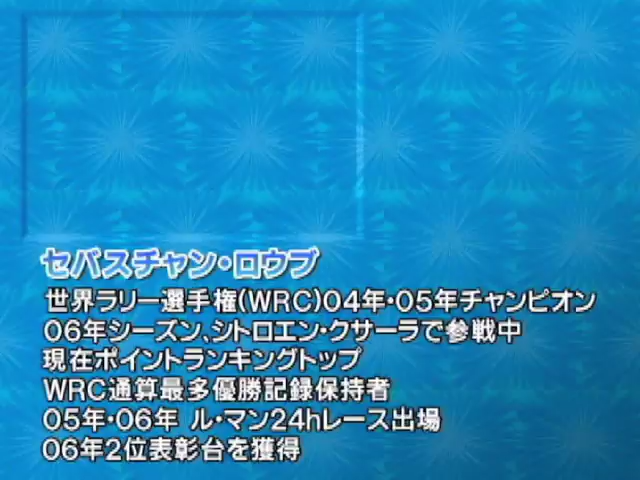 セバスチャン・ロウブ
世界ラリー選手権(WRC)04年・05年チャンピオン
06年シーズン、シトロエン・クサーラで参戦中
現在ポイントランキングトップ
WRC通算最多優勝記録保持者
05年・06年 ル・マン24hレース出場
06年2位表彰台を獲得